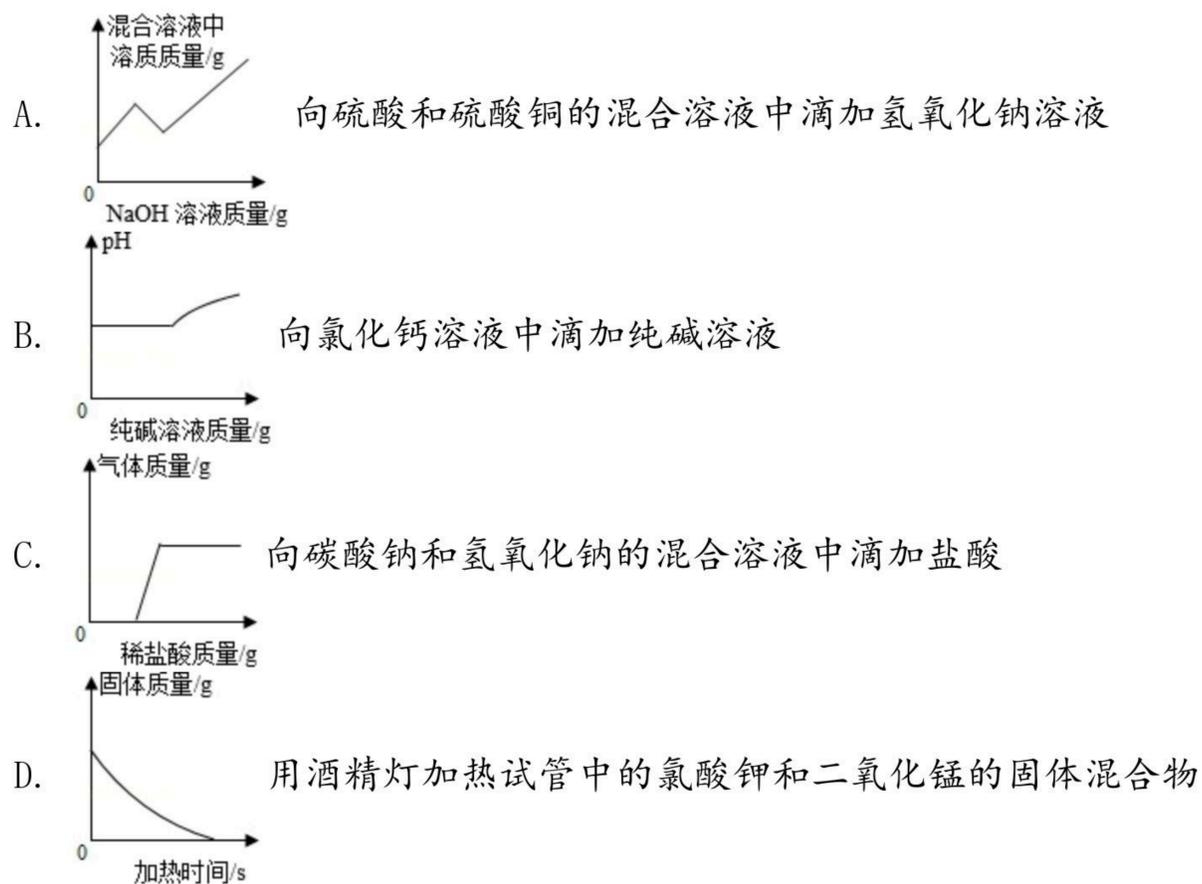 混合溶液中
溶质质量/g
A.
向硫酸和硫酸铜的混合溶液中滴加氢氧化钠溶液
0
NaOH 溶液质量/g
pH
B.
向氯化钙溶液中滴加纯碱溶液
0
纯碱溶液质量/g
气体质量/g
C.
向碳酸钠和氢氧化钠的混合溶液中滴加盐酸
0
稀盐酸质量/g
固体质量/g
D.
用酒精灯加热试管中的氯酸钾和二氧化锰的固体混合物
0
加热时间/s